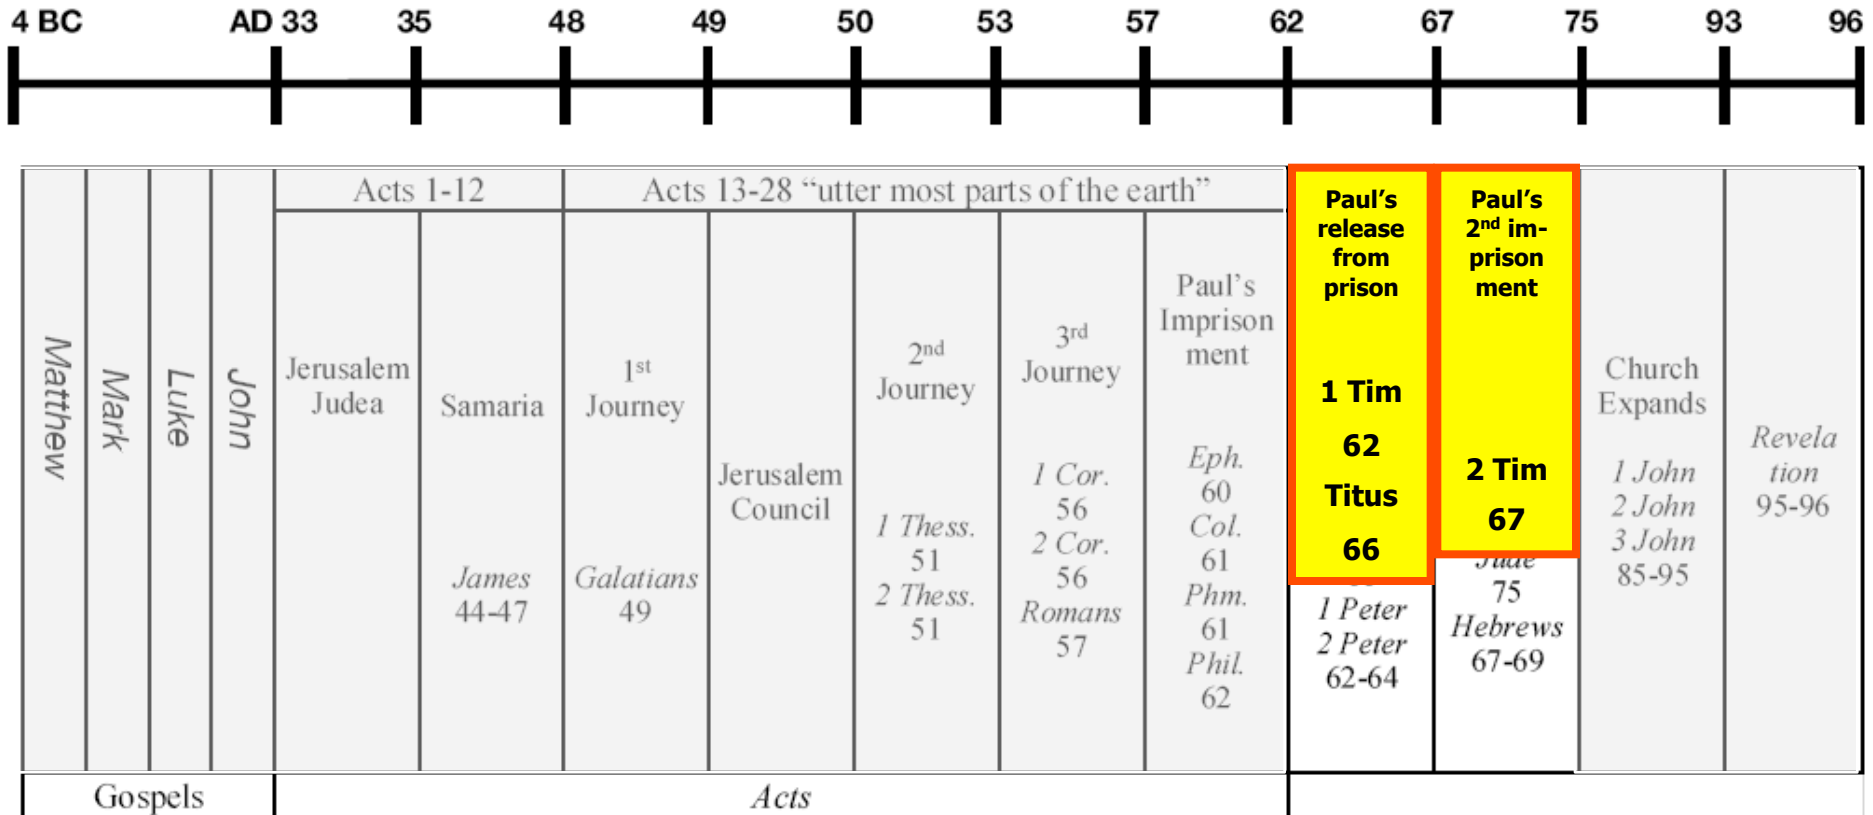 4 BC AD 33 35 48 49 50 53 57 62 67 75 93 96
Acts 1-12
Acts 13-28 “utter most parts of the earth”
Matthew
Mark
Luke
John
Jerusalem
Judea
Samaria
James
44-47
1st
Journey
Galatians
49
Jerusalem
Council
2nd
Journey
1 Thess.
51
2 Thess.
51
3rd
Journey
1 Cor.
56
2 Cor.
56
Romans
57
Paul’s
Imprison
ment
Eph.
60
Col.
61
Phm.
61
Phil.
62
Paul’s
release
from
prison
1 Tim
62
Titus
66
1 Peter
2 Peter
62-64
Paul’s
2nd im-
prison
ment
2 Tim
67
Jude
75
Hebrews
67-69
Church
Expands
1 John
2 John
3 John
85-95
Revela
tion
95-96
Gospels
Acts